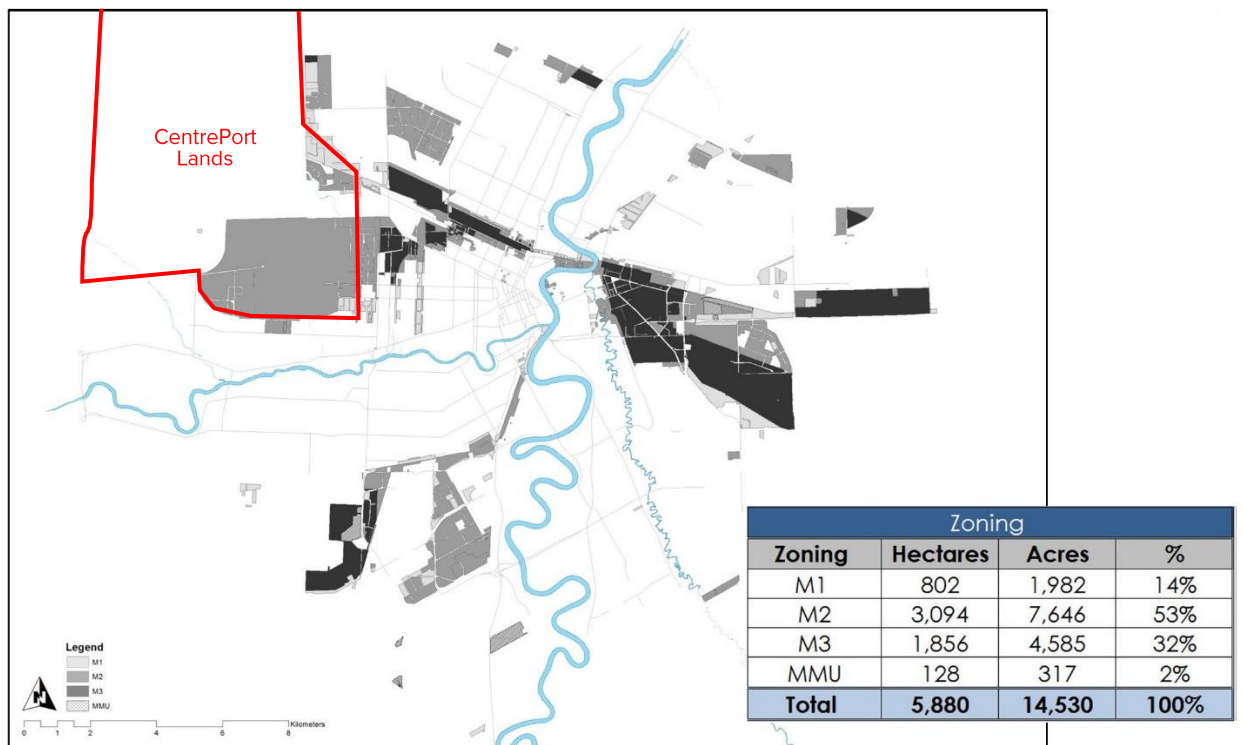 CentrePort
Lands
Zoning
Zoning Hectares Acres %
M1 802 1,982 14%
M2 3,094 7,646 53%
M3 1,856 4,585 32%
MMU 128 317 2%
Total 5,880 14,530 100%
Legend
M1
M2
M3
MMU
N
Kilometers
0 1 2 4 6 8